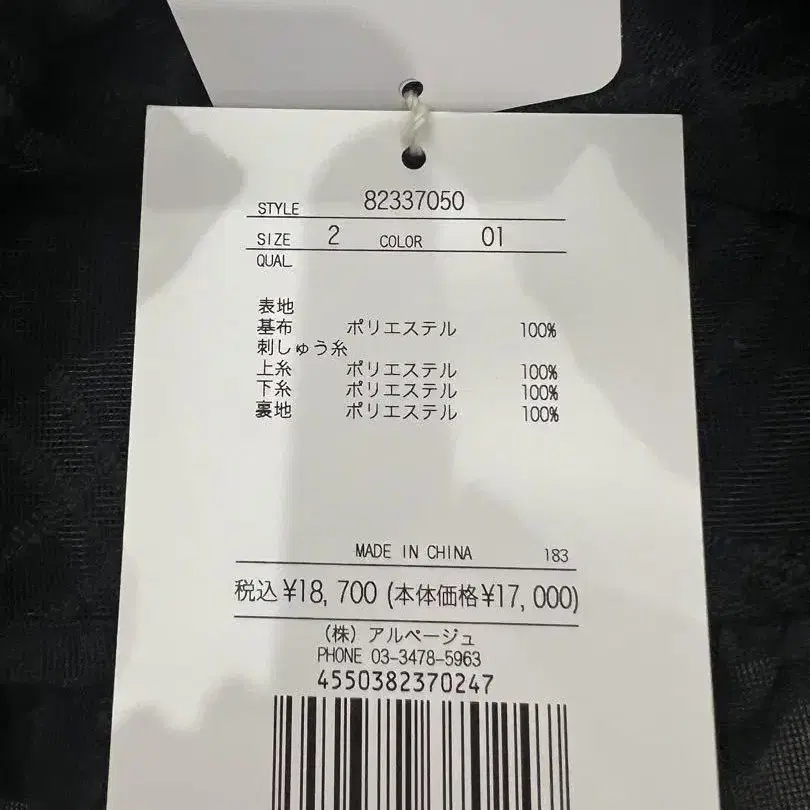 STYLE 82337050
SIZE 2 COLOR 01
QUAL
表地
基布 ポリエステル 100%
刺しゅう糸
上糸 ポリエステル 100%
下糸 ポリエステル 100%
裏地 ポリエステル 100%
MADE IN CHINA 183
税込¥18,700 (本体価格¥17,000)
(株) アルページュ
PHONE 03-3478-5963
4550382370247